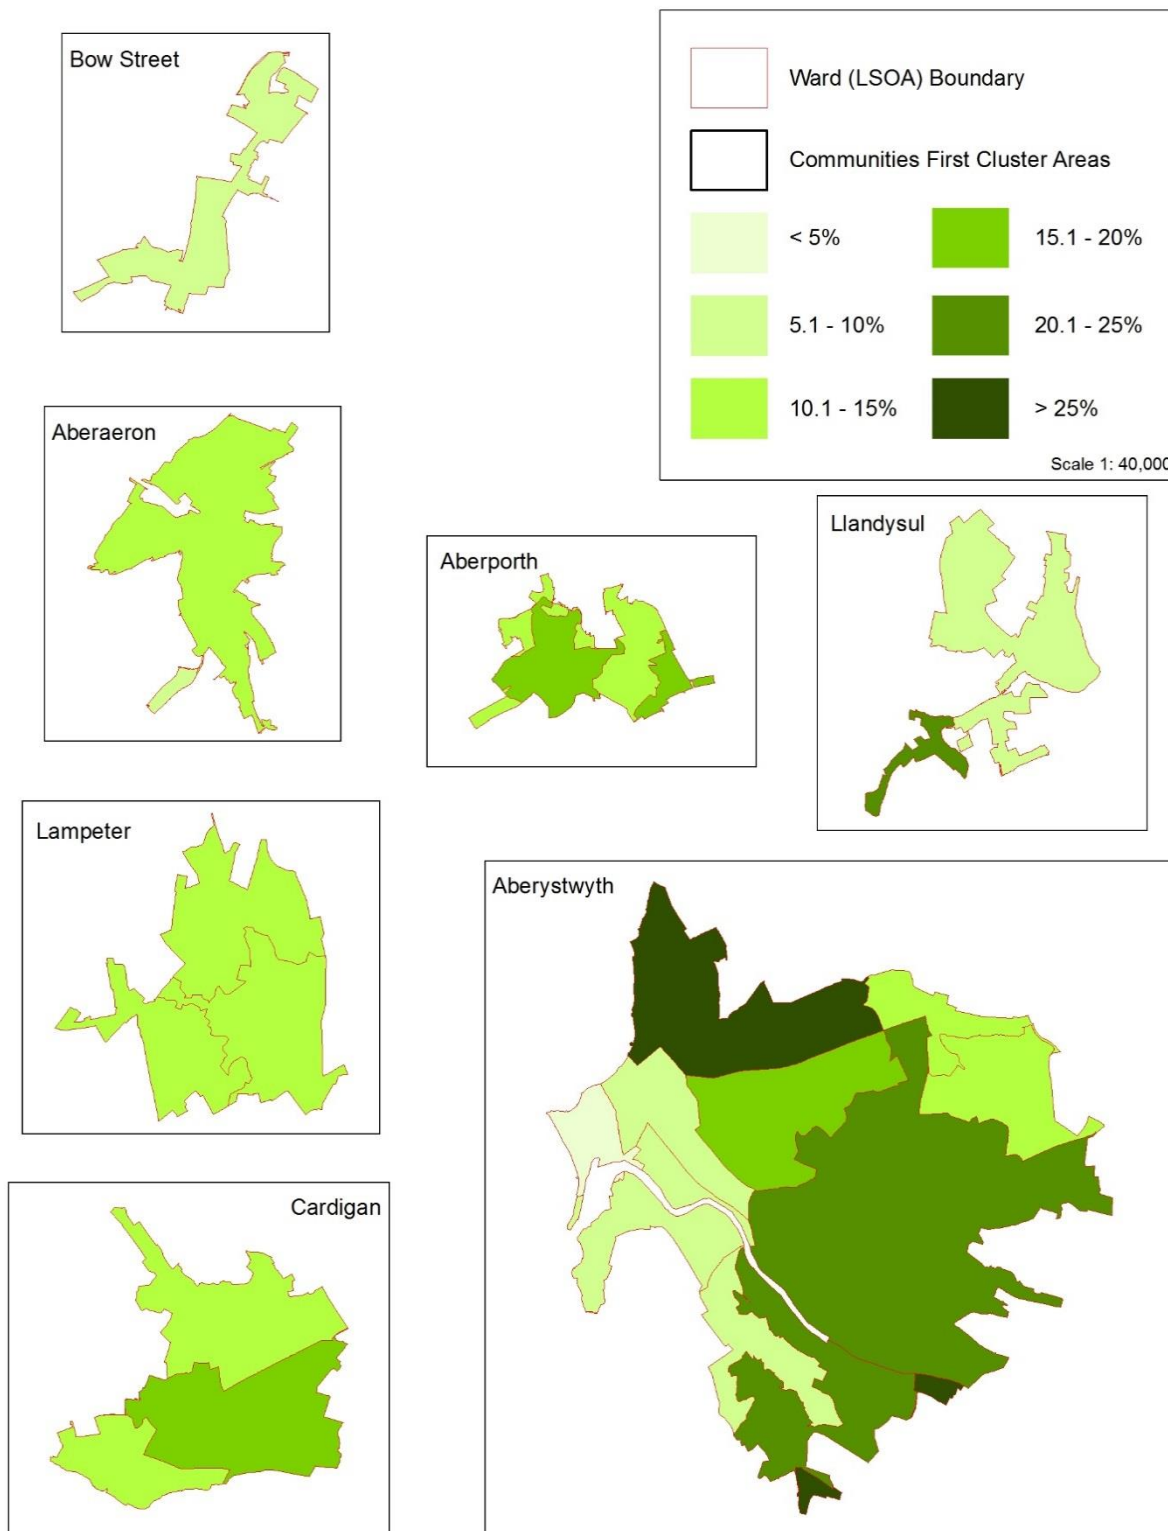 Bow Street
Ward (LSOA) Boundary
Communities First Cluster Areas
< 5%
15.1 - 20%
5.1 - 10%
20.1 - 25%
10.1 - 15%
> 25%
Scale 1: 40,000
Aberaeron
Aberporth
Llandysul
Lampeter
Aberystwyth
Cardigan